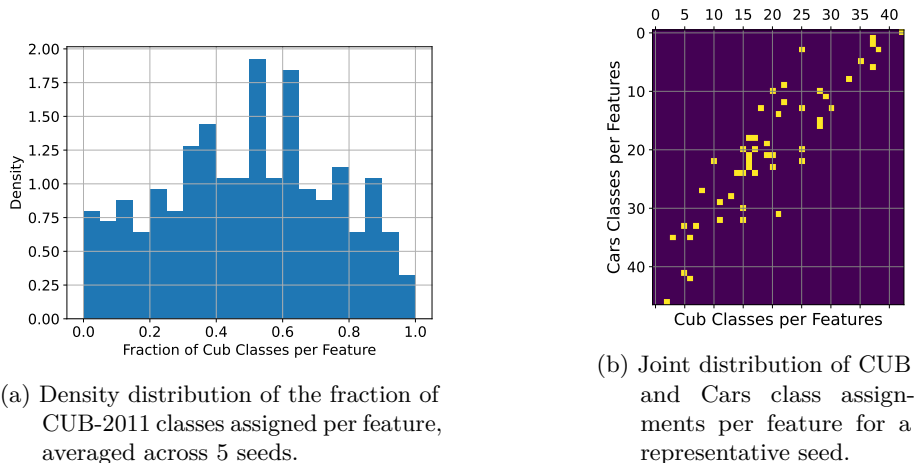 2.00
1.75
1.50
1.25
1.00
0.75
0.50
0.25
0.00
Density
0.0 0.2 0.4 0.6 0.8 1.0
Fraction of Cub Classes per Feature
(a) Density distribution of the fraction of
CUB-2011 classes assigned per feature,
averaged across 5 seeds.
0 5 10 15 20 25 30 35 40
0
10
20
30
40
Cars Classes per Features
Cub Classes per Features
(b) Joint distribution of CUB
and Cars class assign-
ments per feature for a
representative seed.